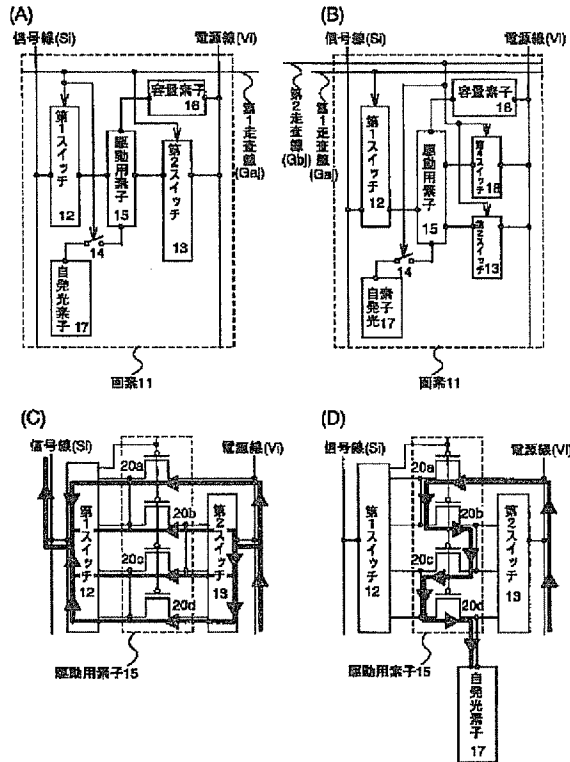 (A)
信号線(Si)
電源線(Vi)
容量素子
16
第1スイッチ
12
駆動用素子
15
第2スイッチ
13
14
自発光素子
17
第1走査線(Gaj)
画素11
(B)
信号線(Si)
電源線(Vi)
第2走査線(Gbj)
第1走査線(Gaj)
容量素子
16
第1スイッチ
12
駆動用素子
15
第4スイッチ
18
第2スイッチ
13
14
自発光素子
17
画素11
(C)
信号線(Si)
電源線(Vi)
20a
20b
20c
20d
第1スイッチ
12
第2スイッチ
13
駆動用素子15
(D)
信号線(Si)
電源線(Vi)
20a
20b
20c
20d
第1スイッチ
12
第2スイッチ
13
駆動用素子15
自発光素子
17